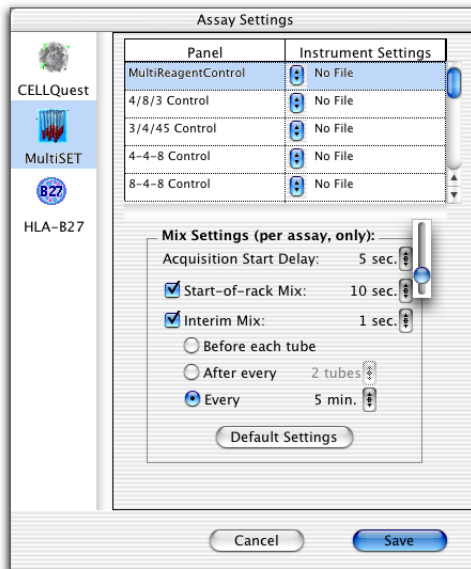 Assay Settings
Panel Instrument Settings
MultiReagentControl No File
4/8/3 Control No File
3/4/45 Control No File
4-4-8 Control No File
8-4-8 Control No File
CELLQuest
MultiSET
B27
HLA-B27
Mix Settings (per assay, only):
Acquisition Start Delay: 5 sec.
Start-of-rack Mix: 10 sec.
Interim Mix: 1 sec.
Before each tube
After every 2 tubes
Every 5 min.
Default Settings
Cancel Save